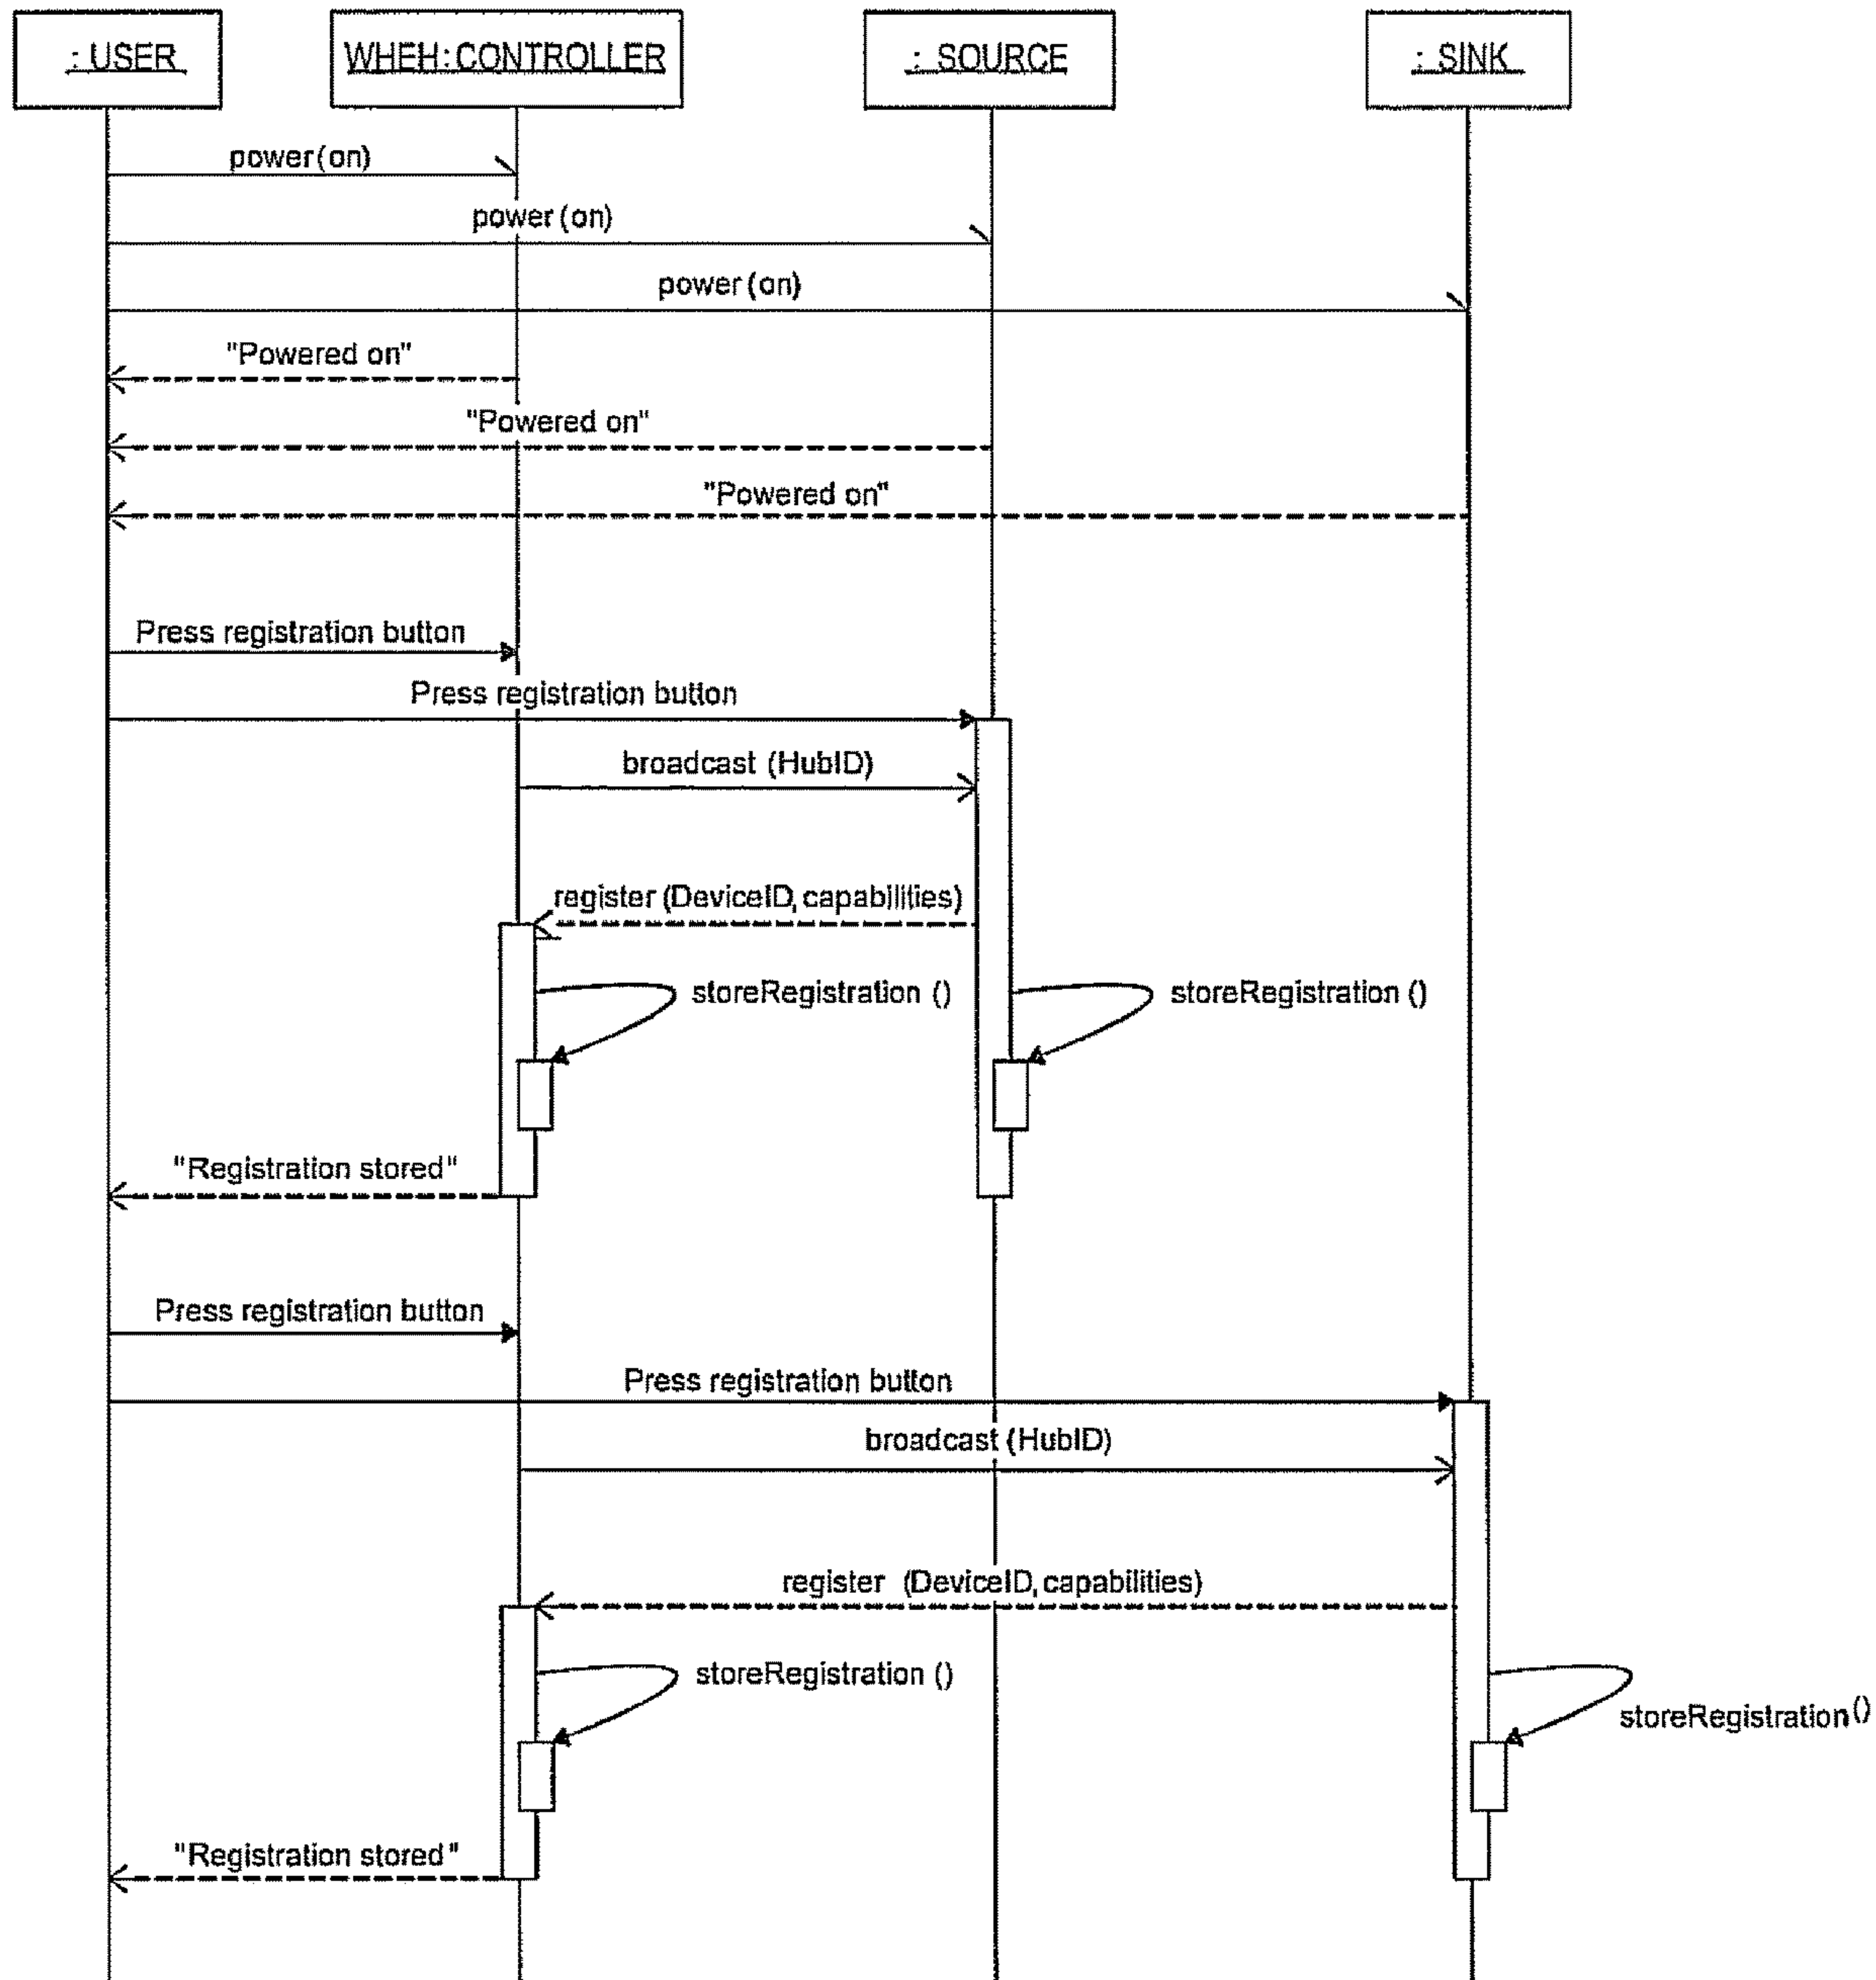 : USER
WHEH:CONTROLLER
: SOURCE
: SINK
power (on)
power (on)
power (on)
"Powered on"
"Powered on"
"Powered on"
Press registration button
Press registration button
broadcast (HubID)
register (DeviceID, capabilities)
storeRegistration ()
storeRegistration ()
"Registration stored"
Press registration button
Press registration button
broadcast (HubID)
register (DeviceID, capabilities)
storeRegistration ()
storeRegistration ()
"Registration stored"